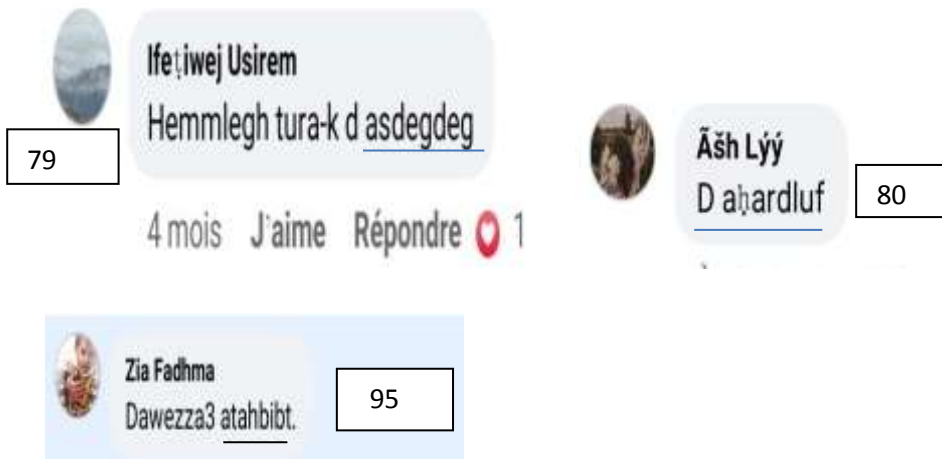 Ifeṭiwej Usirem
Hemmlegh tura-k d asdegdeg
79
4 mois J'aime Répondre 1
Ãšh Lýý
D aḥardluf
80
Zia Fadhma
Dawezza3 atahbibt.
95